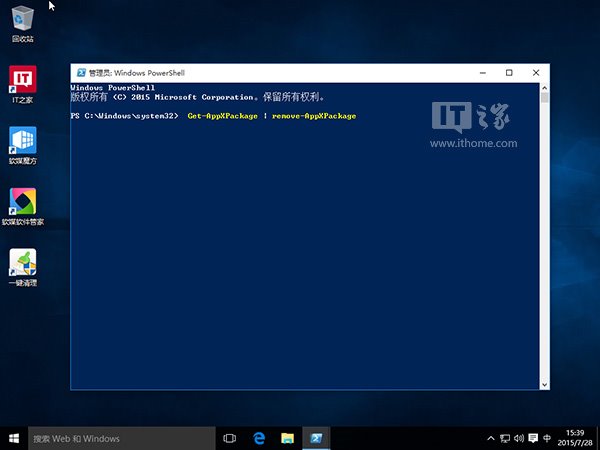 回收站
IT之家
软媒魔方
软媒软件管家
一键清理
管理员: Windows PowerShell
Windows PowerShell
版权所有 (C) 2015 Microsoft Corporation。保留所有权利。
PS C:\Windows\system32> Get-AppXPackage | remove-AppXPackage
IT之家
www.ithome.com
搜索 Web 和 Windows
中
15:39
2015/7/28